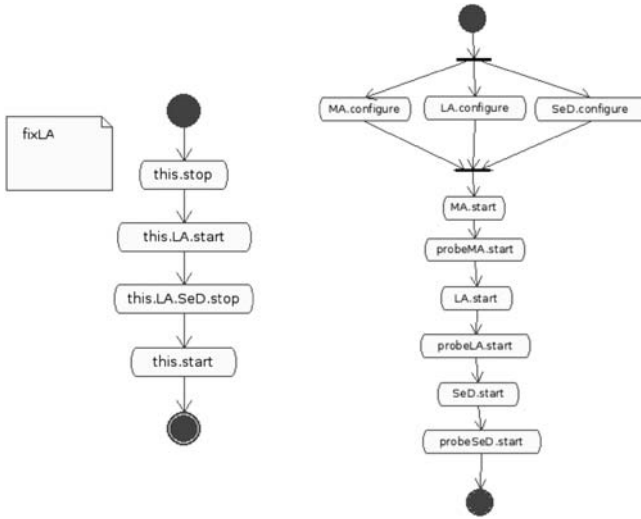 fixLA
this.stop
this.LA.start
this.LA.SeD.stop
this.start
MA.configure
LA.configure
SeD.configure
MA.start
probeMA.start
LA.start
probeLA.start
SeD.start
probeSeD.start